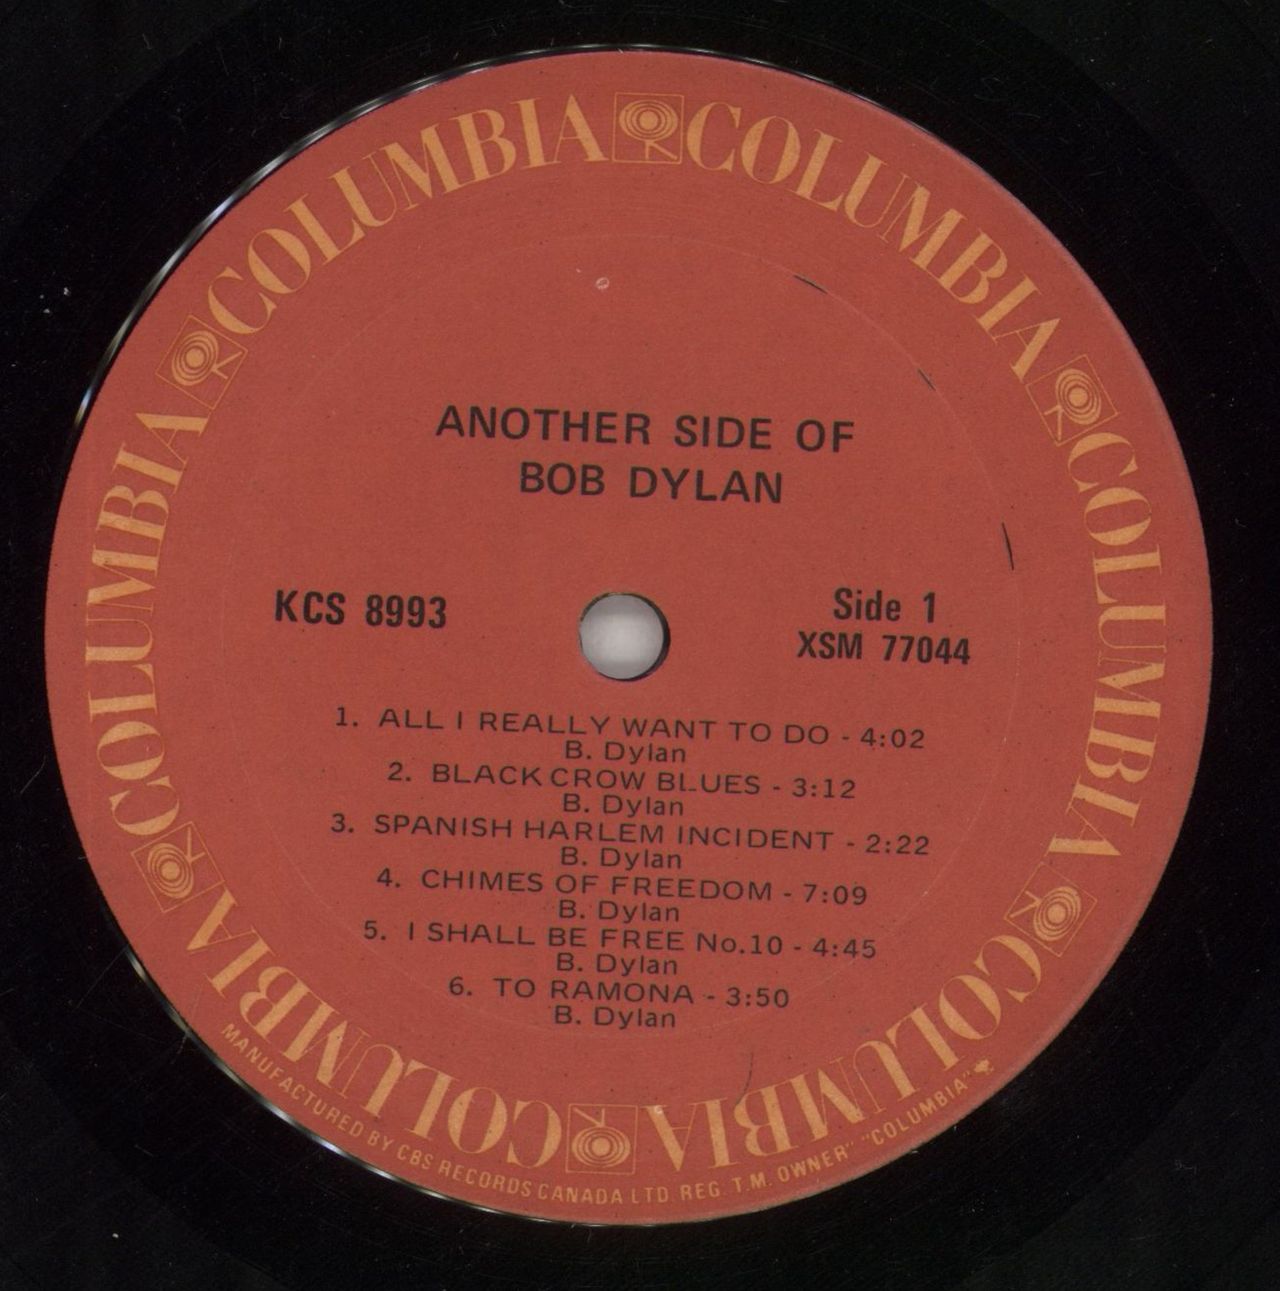 COLUMBIA COLUMBIA COLUMBIA COLUMBIA COLUMBIA COLUMBIA
ANOTHER SIDE OF
BOB DYLAN
KCS 8993
Side 1
XSM 77044
1. ALL I REALLY WANT TO DO - 4:02
B. Dylan
2. BLACK CROW BLUES - 3:12
B. Dylan
3. SPANISH HARLEM INCIDENT - 2:22
B. Dylan
4. CHIMES OF FREEDOM - 7:09
B. Dylan
5. I SHALL BE FREE No.10 - 4:45
B. Dylan
6. TO RAMONA - 3:50
B. Dylan
MANUFACTURED BY CBS RECORDS CANADA LTD. REG. T.M. OWNER" "COLUMBIA"